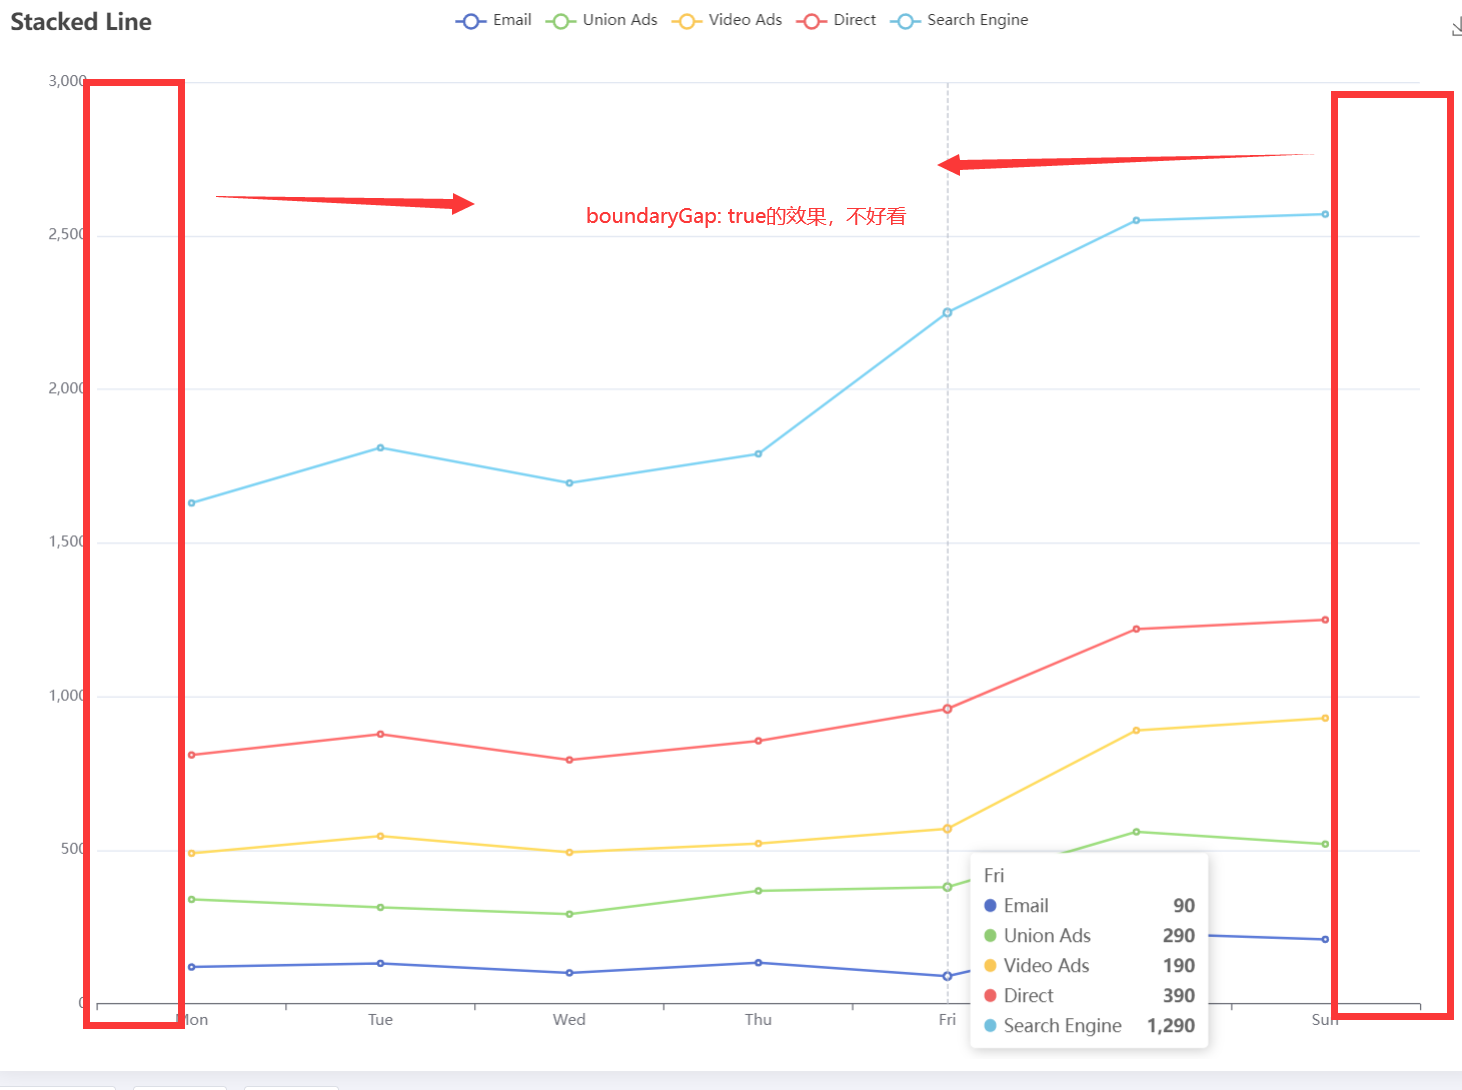 Stacked Line
Email Union Ads Video Ads Direct Search Engine
3,000
boundaryGap: true的效果，不好看
2,500
2,000
1,500
1,000
500
0
Mon Tue Wed Thu Fri Sun
Fri
Email 90
Union Ads 290
Video Ads 190
Direct 390
Search Engine 1,290